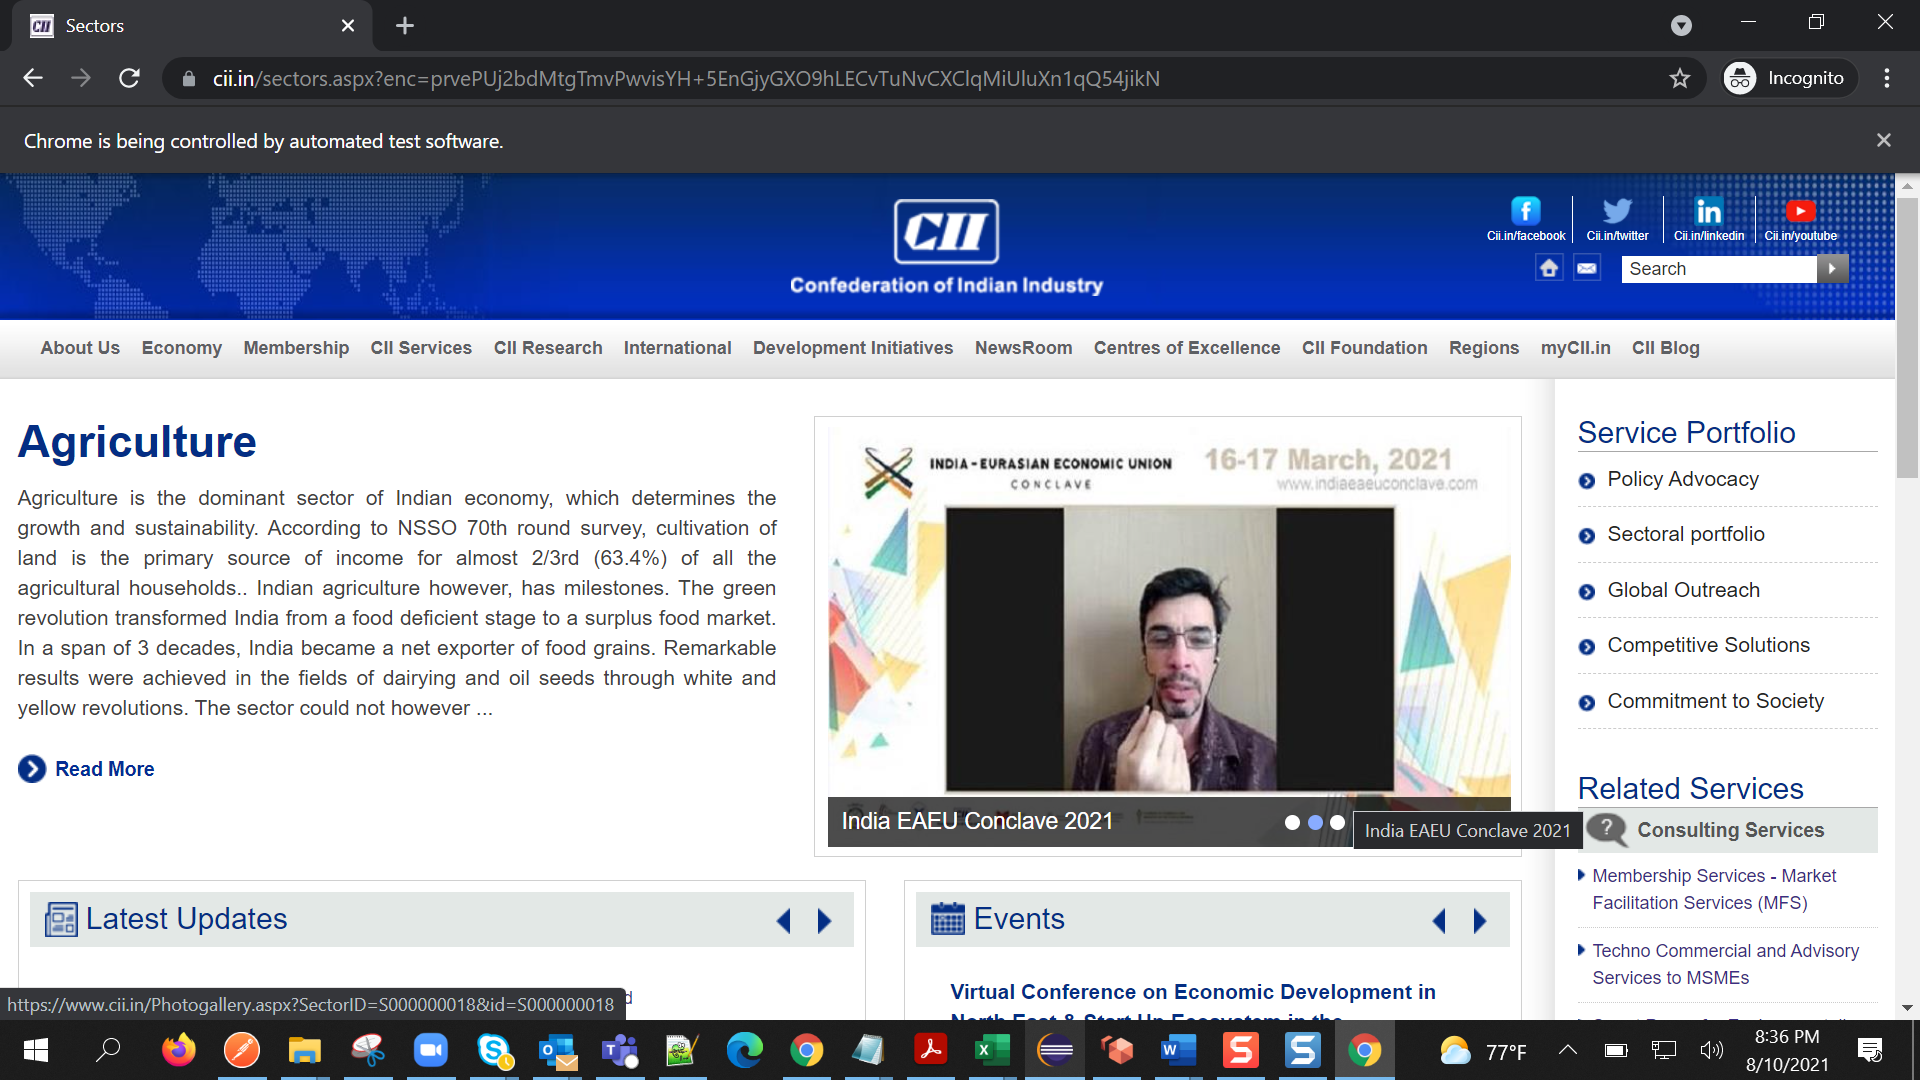 Sectors
cii.in/sectors.aspx?enc=prvePUj2bdMtgTmvPwvisYH+5EnGjyGXO9hLECvTuNvCXClqMiUluXn1qQ54jikN
Incognito
Chrome is being controlled by automated test software.
CII
Confederation of Indian Industry
Cii.in/facebook
Cii.in/twitter
Cii.in/linkedin
Cii.in/youtube
Search
About Us Economy Membership CII Services CII Research International Development Initiatives NewsRoom Centres of Excellence CII Foundation Regions myCII.in CII Blog
Agriculture
Agriculture is the dominant sector of Indian economy, which determines the
growth and sustainability. According to NSSO 70th round survey, cultivation of
land is the primary source of income for almost 2/3rd (63.4%) of all the
agricultural households.. Indian agriculture however, has milestones. The green
revolution transformed India from a food deficient stage to a surplus food market.
In a span of 3 decades, India became a net exporter of food grains. Remarkable
results were achieved in the fields of dairying and oil seeds through white and
yellow revolutions. The sector could not however ...
Read More
INDIA - EURASIAN ECONOMIC UNION
CONCLAVE
16-17 March, 2021
www.indiaeaeuconclave.com
India EAEU Conclave 2021
India EAEU Conclave 2021
Service Portfolio
Policy Advocacy
Sectoral portfolio
Global Outreach
Competitive Solutions
Commitment to Society
Related Services
Consulting Services
Membership Services - Market
Facilitation Services (MFS)
Techno Commercial and Advisory
Services to MSMEs
Latest Updates
Events
Virtual Conference on Economic Development in
North East & Start Up Ecosystem in the
https://www.cii.in/Photogallery.aspx?SectorID=S000000018&id=S000000018
77°F
8:36 PM
8/10/2021